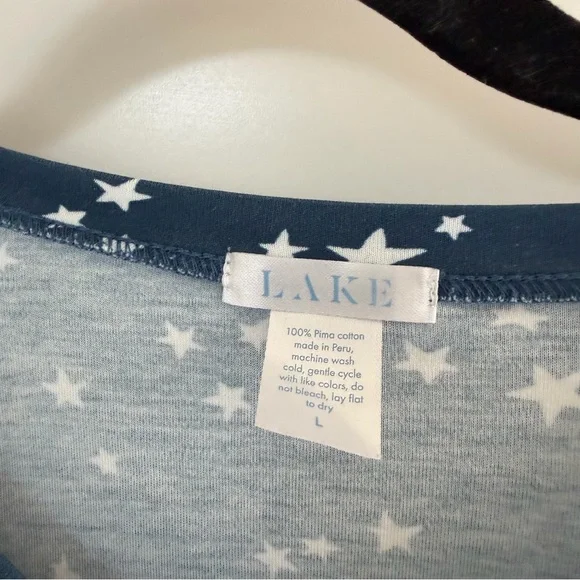 LAKE
100% Pima cotton
made in Peru,
machine wash
cold, gentle cycle
with like colors, do
not bleach, lay flat
to dry
L